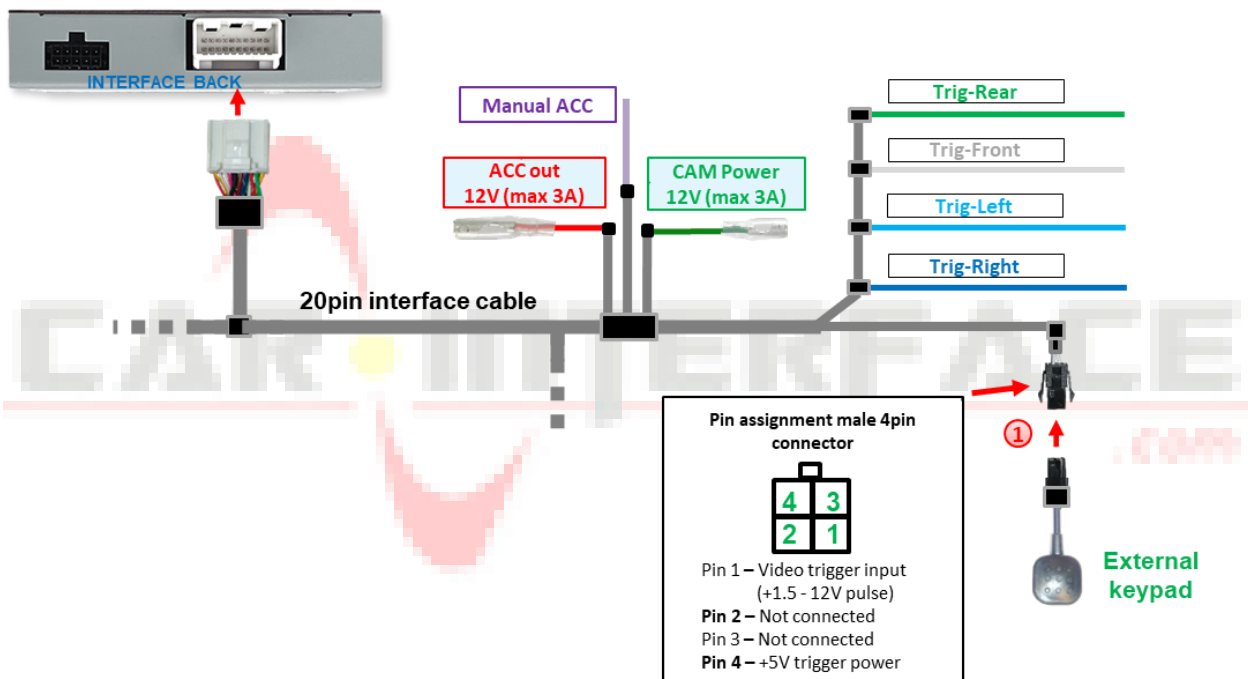 INTERFACE BACK
Manual ACC
ACC out
12V (max 3A)
CAM Power
12V (max 3A)
Trig-Rear
Trig-Front
Trig-Left
Trig-Right
20pin interface cable
CAR INTERFACE
.com
Pin assignment male 4pin
connector
4 3
2 1
Pin 1 – Video trigger input
(+1.5 - 12V pulse)
Pin 2 – Not connected
Pin 3 – Not connected
Pin 4 – +5V trigger power
1
External
keypad